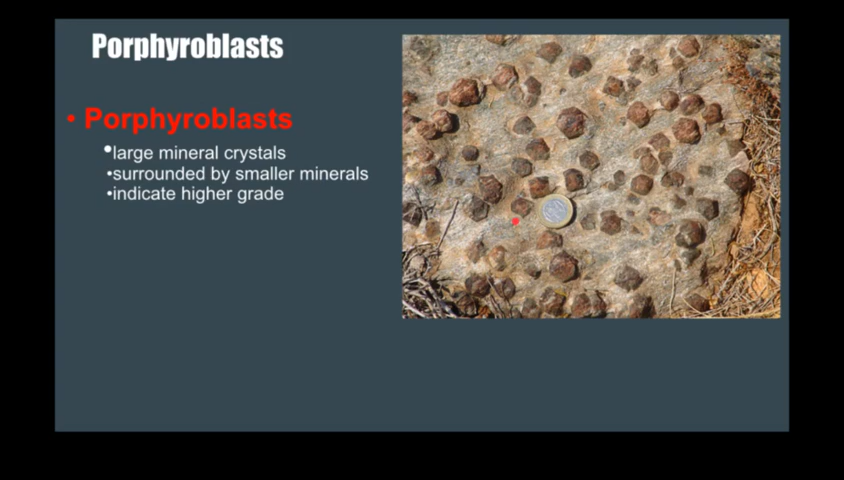 Porphyroblasts
• Porphyroblasts
•large mineral crystals
•surrounded by smaller minerals
•indicate higher grade